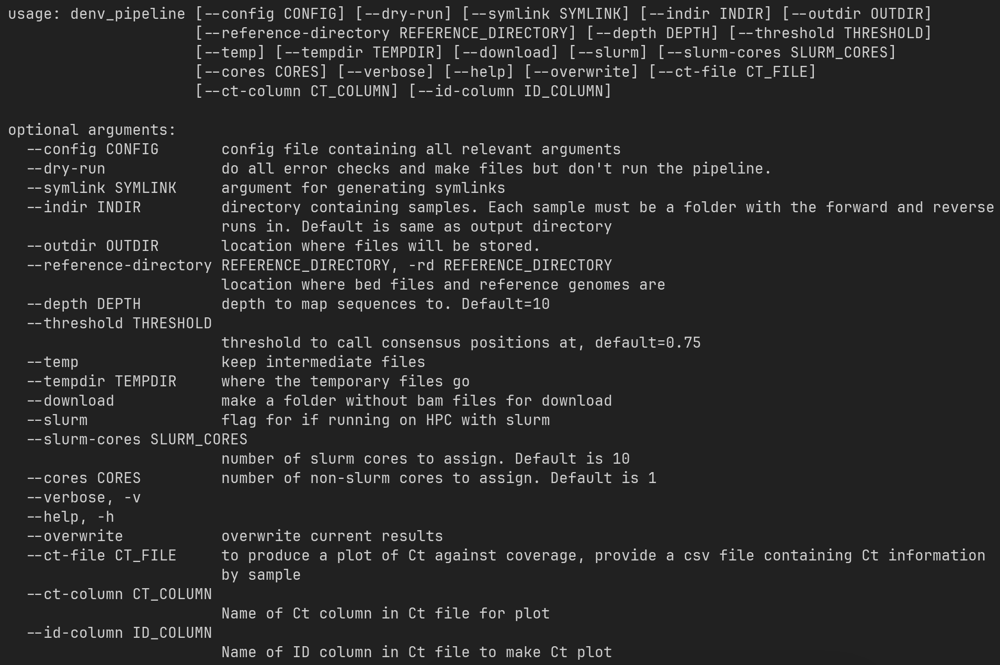 usage: denv_pipeline [--config CONFIG] [--dry-run] [--symlink SYMLINK] [--indir INDIR] [--outdir OUTDIR]
[--reference-directory REFERENCE_DIRECTORY] [--depth DEPTH] [--threshold THRESHOLD]
[--temp] [--tempdir TEMPDIR] [--download] [--slurm] [--slurm-cores SLURM_CORES]
[--cores CORES] [--verbose] [--help] [--overwrite] [--ct-file CT_FILE]
[--ct-column CT_COLUMN] [--id-column ID_COLUMN]
optional arguments:
--config CONFIG config file containing all relevant arguments
--dry-run do all error checks and make files but don't run the pipeline.
--symlink SYMLINK argument for generating symlinks
--indir INDIR directory containing samples. Each sample must be a folder with the forward and reverse
runs in. Default is same as output directory
--outdir OUTDIR location where files will be stored.
--reference-directory REFERENCE_DIRECTORY, -rd REFERENCE_DIRECTORY
location where bed files and reference genomes are
--depth DEPTH depth to map sequences to. Default=10
--threshold THRESHOLD
threshold to call consensus positions at, default=0.75
--temp keep intermediate files
--tempdir TEMPDIR where the temporary files go
--download make a folder without bam files for download
--slurm flag for if running on HPC with slurm
--slurm-cores SLURM_CORES
number of slurm cores to assign. Default is 10
--cores CORES number of non-slurm cores to assign. Default is 1
--verbose, -v
--help, -h
--overwrite overwrite current results
--ct-file CT_FILE to produce a plot of Ct against coverage, provide a csv file containing Ct information
by sample
--ct-column CT_COLUMN
Name of Ct column in Ct file for plot
--id-column ID_COLUMN
Name of ID column in Ct file to make Ct plot